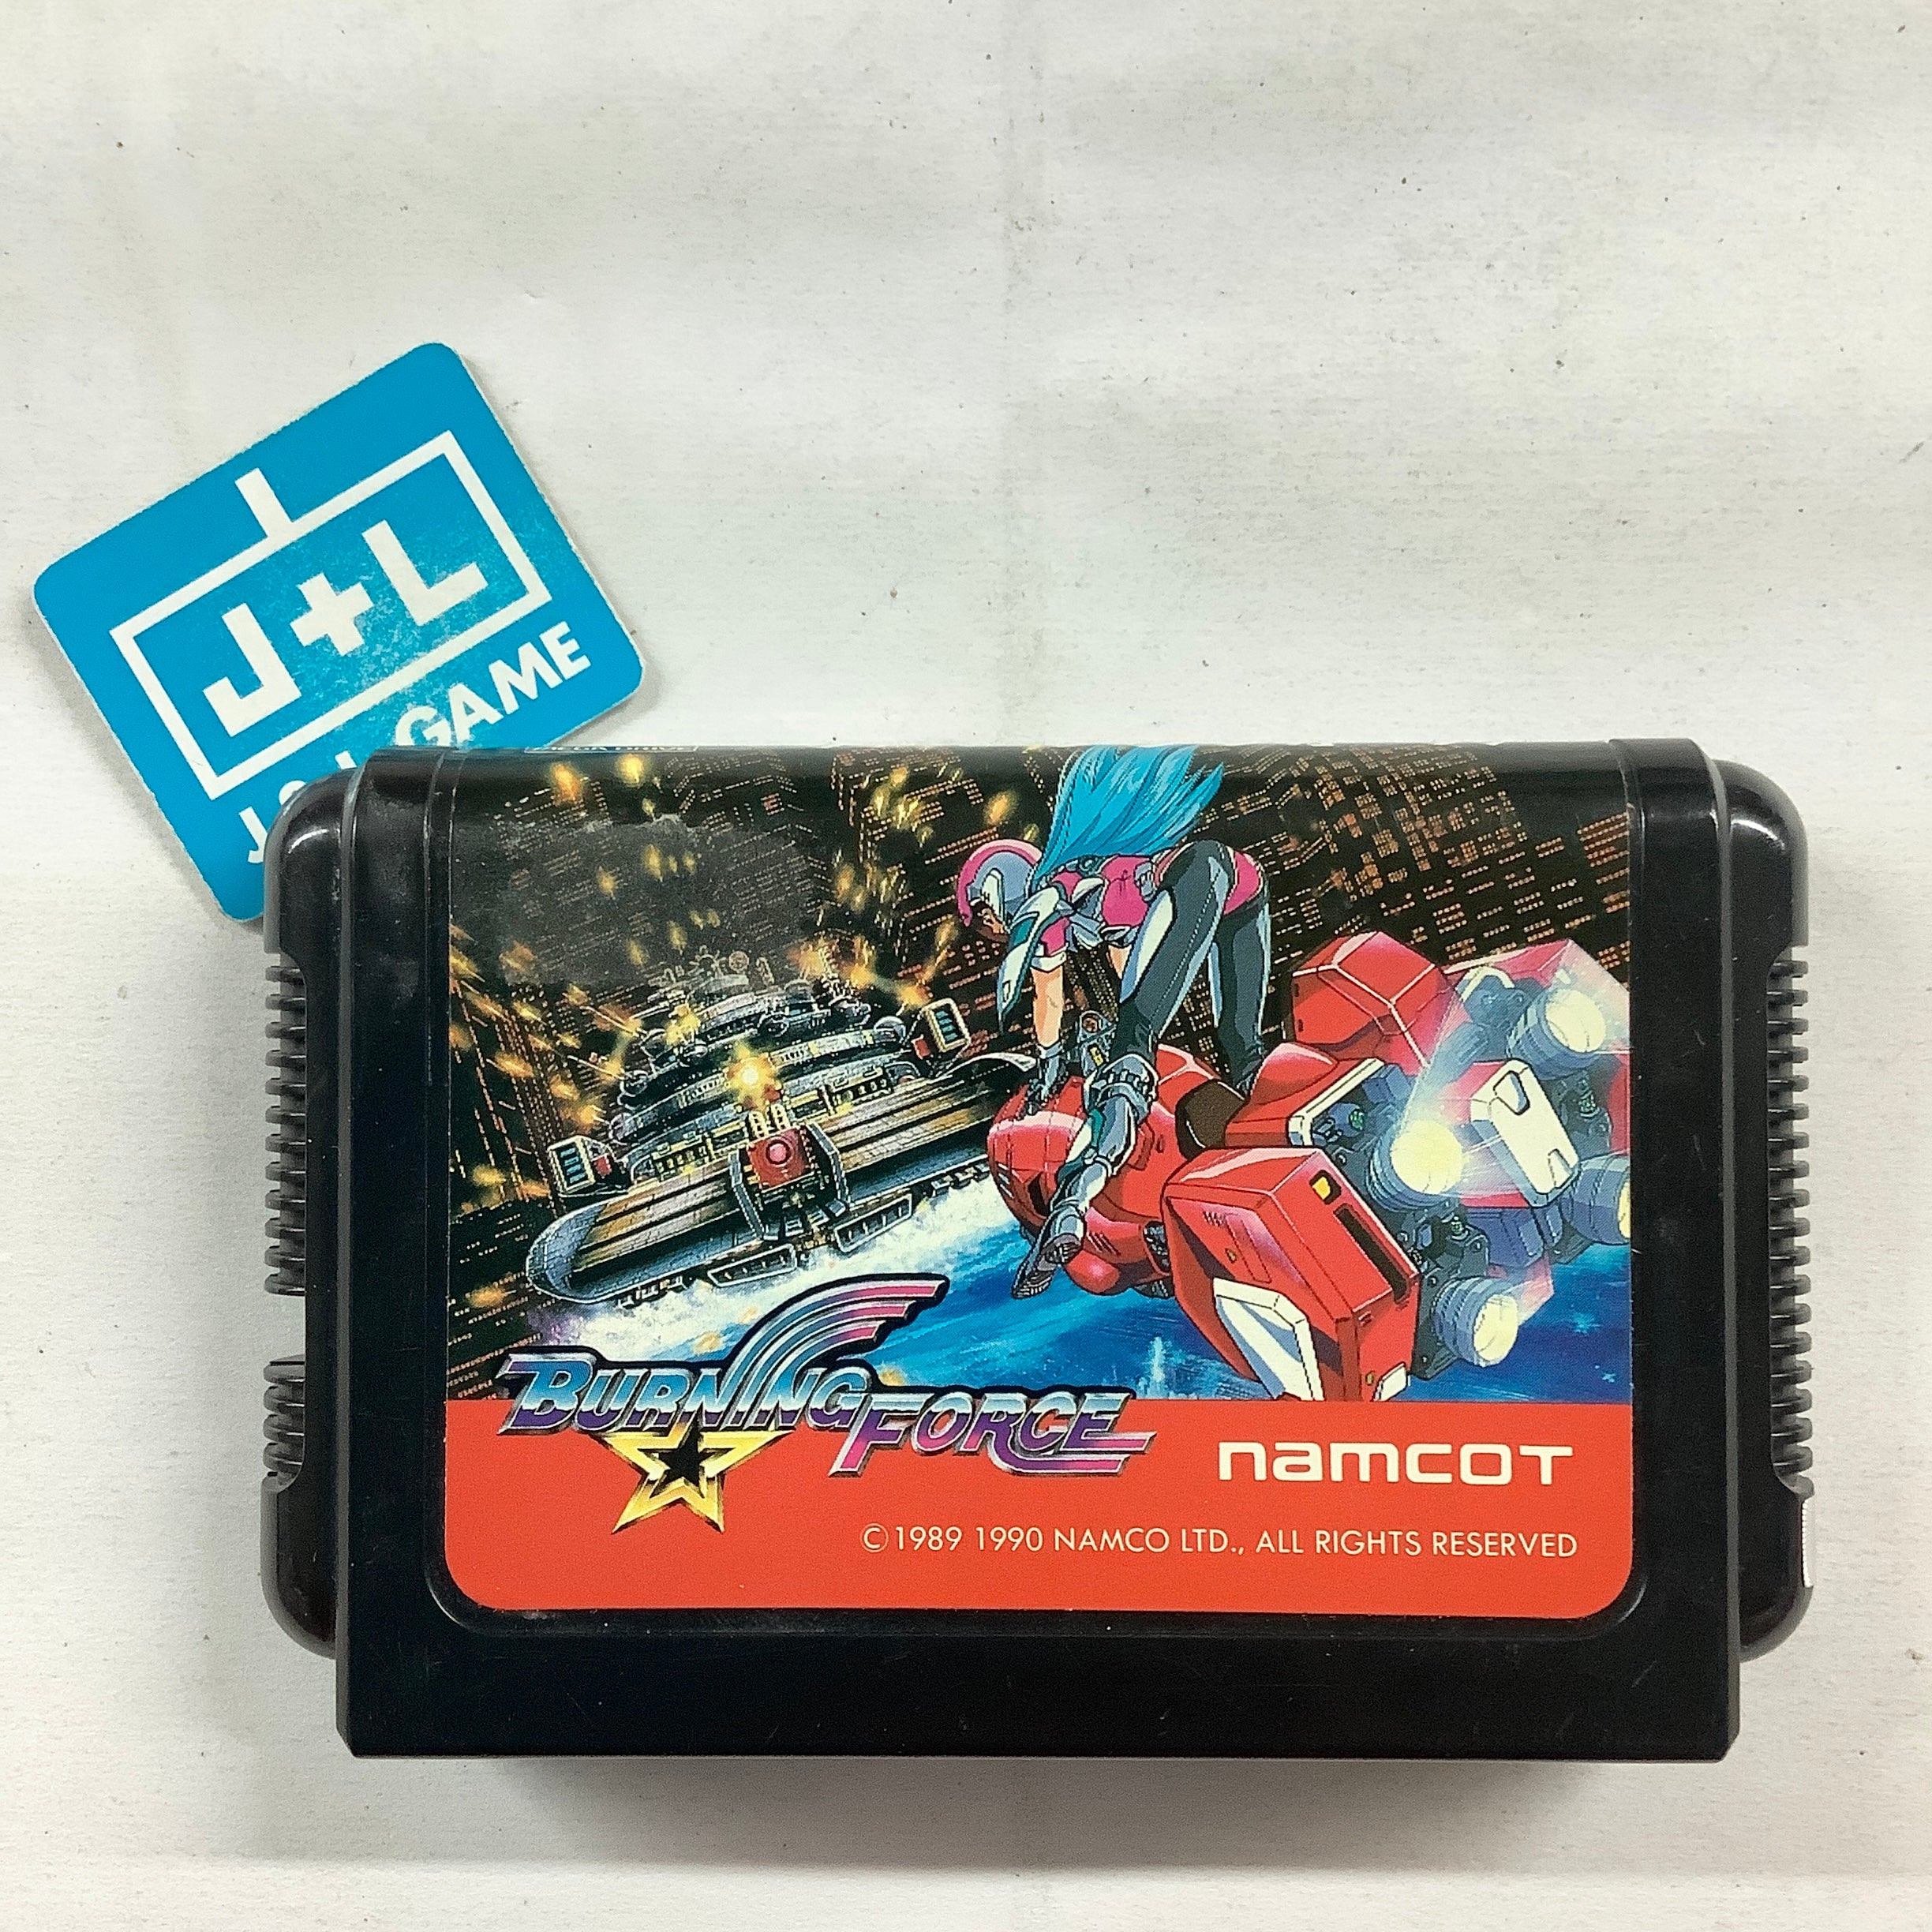 J+L
GAME
BURNING FORCE
namcot
©1989 1990 NAMCO LTD., ALL RIGHTS RESERVED